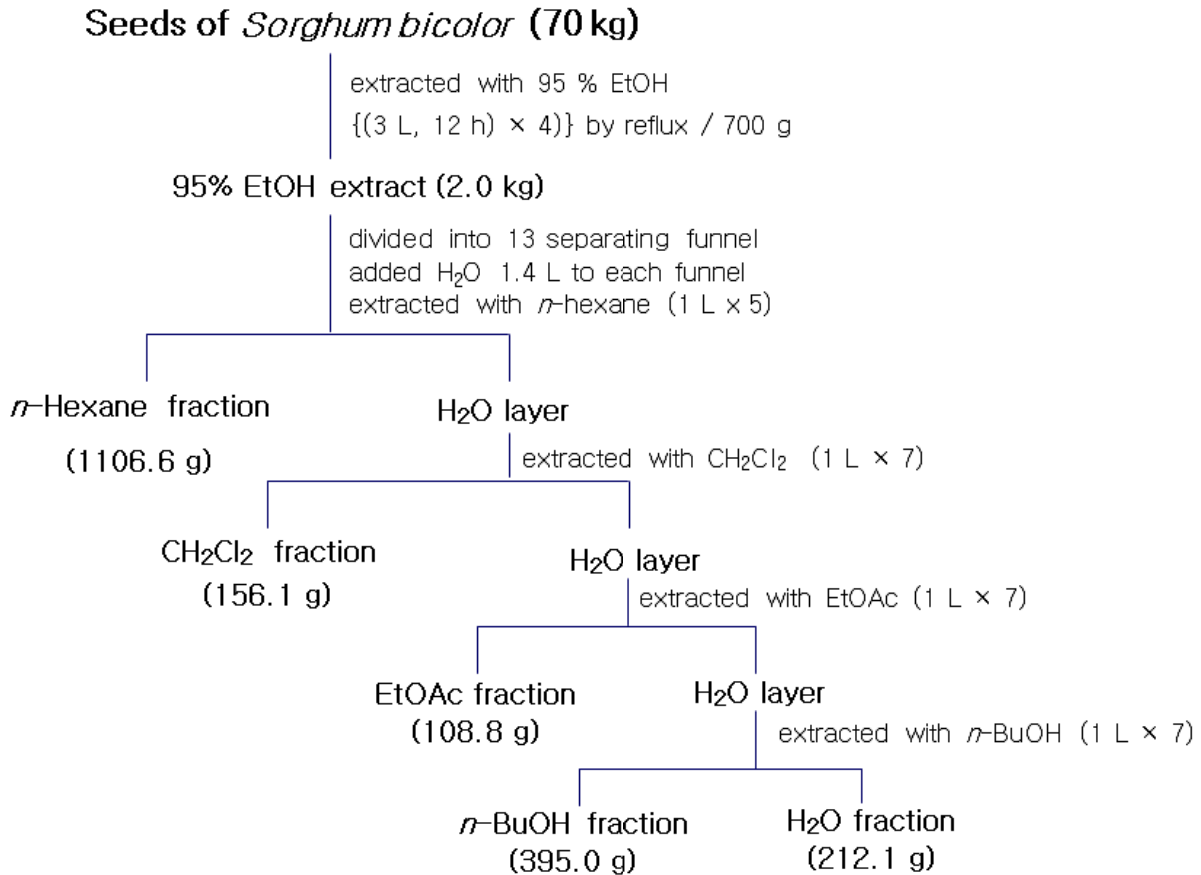 Seeds of Sorghum bicolor (70 kg)
extracted with 95 % EtOH
{(3 L, 12 h) × 4)} by reflux / 700 g
95% EtOH extract (2.0 kg)
divided into 13 separating funnel
added H₂O 1.4 L to each funnel
extracted with n-hexane (1 L x 5)
n-Hexane fraction
(1106.6 g)
H₂O layer
extracted with CH₂Cl₂ (1 L × 7)
CH₂Cl₂ fraction
(156.1 g)
H₂O layer
extracted with EtOAc (1 L × 7)
EtOAc fraction
(108.8 g)
H₂O layer
extracted with n-BuOH (1 L × 7)
n-BuOH fraction
(395.0 g)
H₂O fraction
(212.1 g)